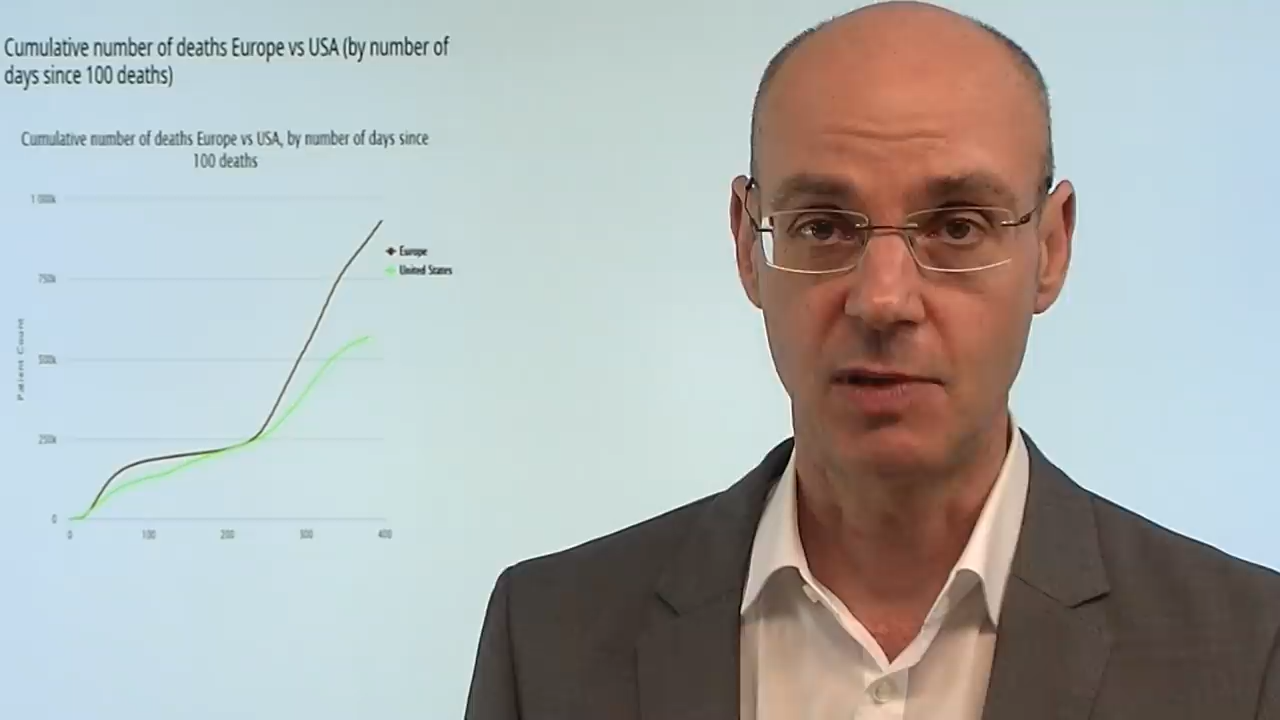 Cumulative number of deaths Europe vs USA (by number of
days since 100 deaths)
Cumulative number of deaths Europe vs USA, by number of days since
100 deaths
1 000k
Europe
United States
750k
Patient Count
500k
250k
0
0 100 200 300 400